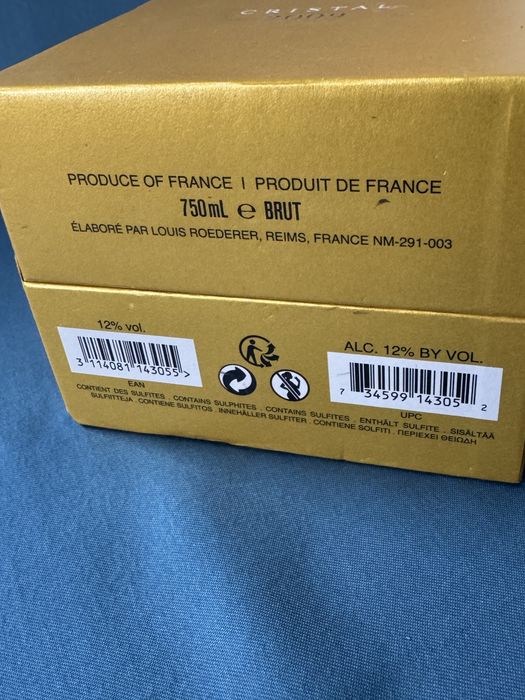 CRISTAL
2009
PRODUCE OF FRANCE | PRODUIT DE FRANCE
750mL e BRUT
ÉLABORÉ PAR LOUIS ROEDERER, REIMS, FRANCE NM-291-003
12% vol.
3 114081 143055 >
EAN
ALC. 12% BY VOL.
7 34599 14305 2
UPC
CONTIENT DES SULFITES . CONTAINS SULPHITES . CONTAINS SULFITES . ENTHÄLT SULFITE . SISÄLTÄÄ
SULFIITTEJA . CONTIENE SULFITOS . INNEHÅLLER SULFITER . CONTIENE SOLFITI . ΠΕΡΙΕΧΕΙ ΘΕΙΩΔΗ